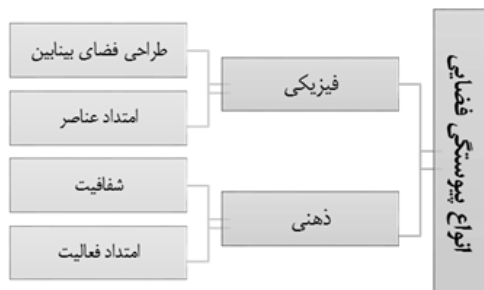 انواع پیوستگی فضایی
فیزیکی
طراحی فضای بینابین
امتداد عناصر
ذهنی
شفافیت
امتداد فعالیت